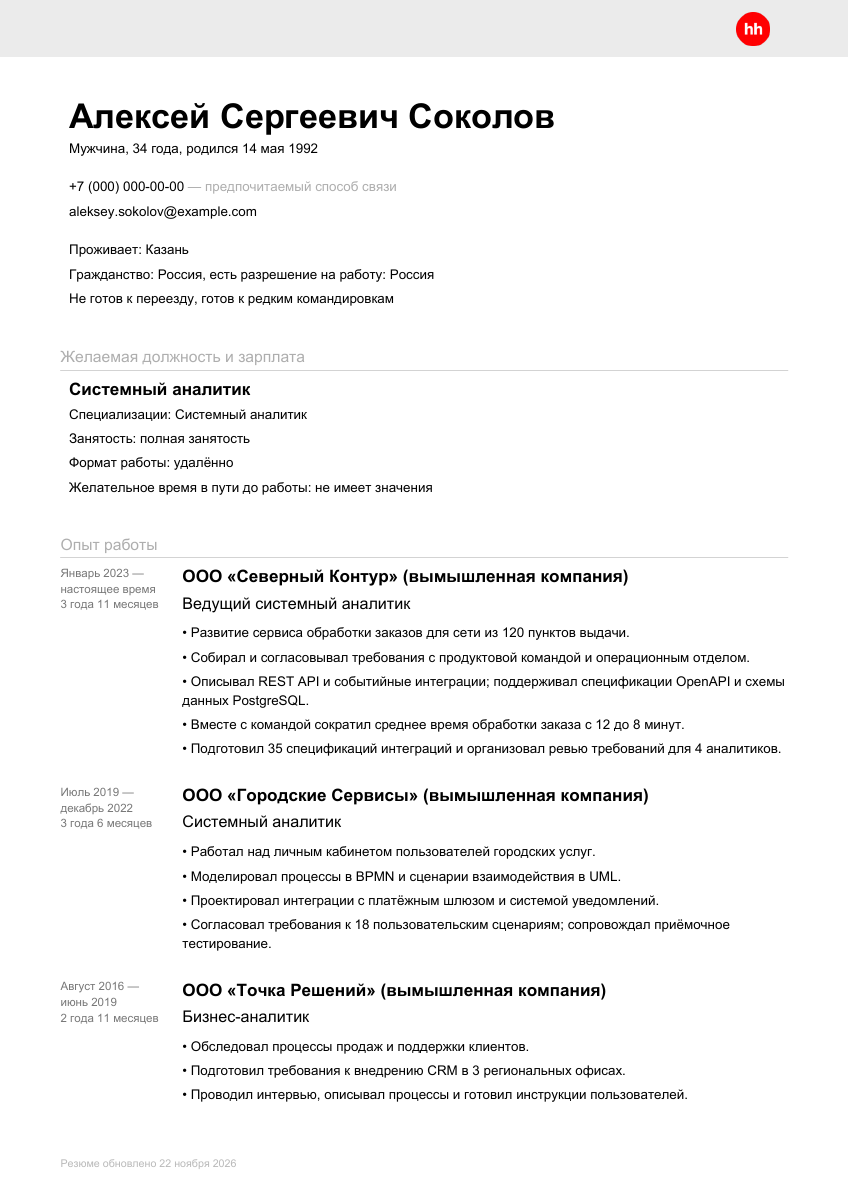 hh
Алексей Сергеевич Соколов
Мужчина, 34 года, родился 14 мая 1992
+7 (000) 000-00-00 — предпочитаемый способ связи
aleksey.sokolov@example.com
Проживает: Казань
Гражданство: Россия, есть разрешение на работу: Россия
Не готов к переезду, готов к редким командировкам
Желаемая должность и зарплата
Системный аналитик
Специализации: Системный аналитик
Занятость: полная занятость
Формат работы: удалённо
Желательное время в пути до работы: не имеет значения
Опыт работы
Январь 2023 —
настоящее время
3 года 11 месяцев
ООО «Северный Контур» (вымышленная компания)
Ведущий системный аналитик
• Развитие сервиса обработки заказов для сети из 120 пунктов выдачи.
• Собирал и согласовывал требования с продуктовой командой и операционным отделом.
• Описывал REST API и событийные интеграции; поддерживал спецификации OpenAPI и схемы
данных PostgreSQL.
• Вместе с командой сократил среднее время обработки заказа с 12 до 8 минут.
• Подготовил 35 спецификаций интеграций и организовал ревью требований для 4 аналитиков.
Июль 2019 —
декабрь 2022
3 года 6 месяцев
ООО «Городские Сервисы» (вымышленная компания)
Системный аналитик
• Работал над личным кабинетом пользователей городских услуг.
• Моделировал процессы в BPMN и сценарии взаимодействия в UML.
• Проектировал интеграции с платёжным шлюзом и системой уведомлений.
• Согласовал требования к 18 пользовательским сценариям; сопровождал приёмочное
тестирование.
Август 2016 —
июнь 2019
2 года 11 месяцев
ООО «Точка Решений» (вымышленная компания)
Бизнес-аналитик
• Обследовал процессы продаж и поддержки клиентов.
• Подготовил требования к внедрению CRM в 3 региональных офисах.
• Проводил интервью, описывал процессы и готовил инструкции пользователей.
Резюме обновлено 22 ноября 2026